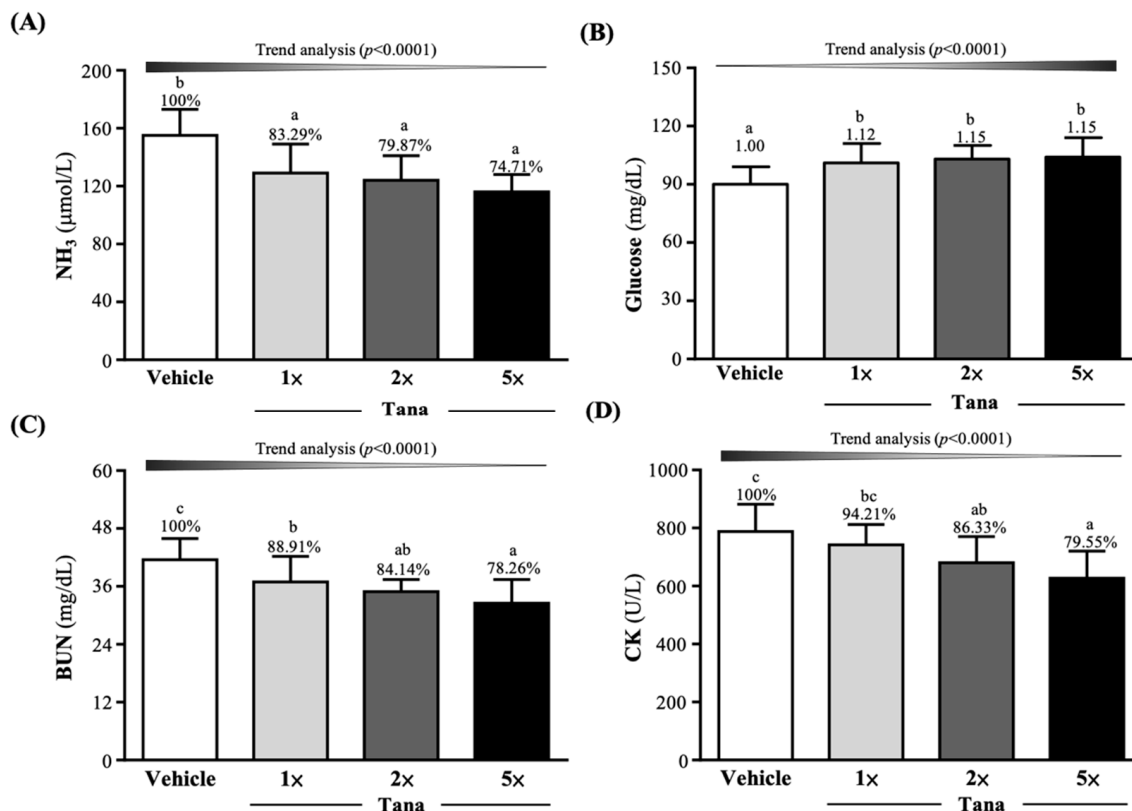 (A)
Trend analysis (p<0.0001)
NH3 (μmol/L)
200
160
120
80
40
0
b
100%
a
83.29%
a
79.87%
a
74.71%
Vehicle 1× 2× 5×
Tana
(B)
Trend analysis (p<0.0001)
Glucose (mg/dL)
150
120
90
60
30
0
a
1.00
b
1.12
b
1.15
b
1.15
Vehicle 1× 2× 5×
Tana
(C)
Trend analysis (p<0.0001)
BUN (mg/dL)
60
48
36
24
12
0
c
100%
b
88.91%
ab
84.14%
a
78.26%
Vehicle 1× 2× 5×
Tana
(D)
Trend analysis (p<0.0001)
CK (U/L)
1000
800
600
400
200
0
c
100%
bc
94.21%
ab
86.33%
a
79.55%
Vehicle 1× 2× 5×
Tana